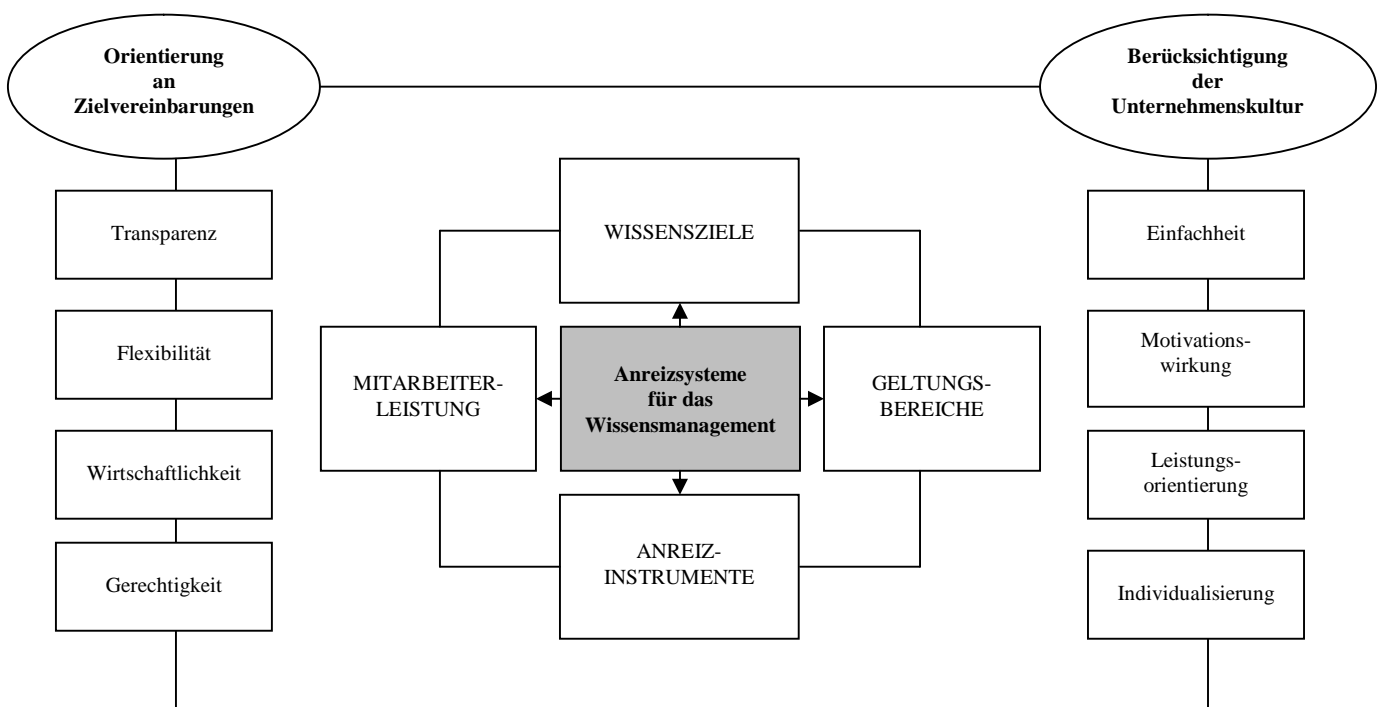 Orientierung
an
Zielvereinbarungen
Berücksichtigung
der
Unternehmenskultur
Transparenz
Flexibilität
Wirtschaftlichkeit
Gerechtigkeit
WISSENSZIELE
MITARBEITER-
LEISTUNG
Anreizsysteme
für das
Wissensmanagement
GELTUNGS-
BEREICHE
ANREIZ-
INSTRUMENTE
Einfachheit
Motivations-
wirkung
Leistungs-
orientierung
Individualisierung